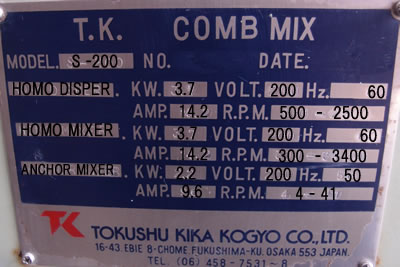 T.K. COMB MIX
MODEL. S-200 NO. DATE.
HOMO DISPER. KW. 3.7 VOLT. 200 Hz. 60
AMP. 14.2 R.P.M. 500 - 2500
HOMO MIXER. KW. 3.7 VOLT. 200 Hz. 60
AMP. 14.2 R.P.M. 300 - 3400
ANCHOR MIXER. KW. 2.2 VOLT. 200 Hz. 50
AMP. 9.6 R.P.M. 4.4-41
TK TOKUSHU KIKA KOGYO CO., LTD.
16-43. EBIE 8-CHOME. FUKUSHIMA-KU. OSAKA 553 JAPAN.
TEL. (06) 458-7531~8